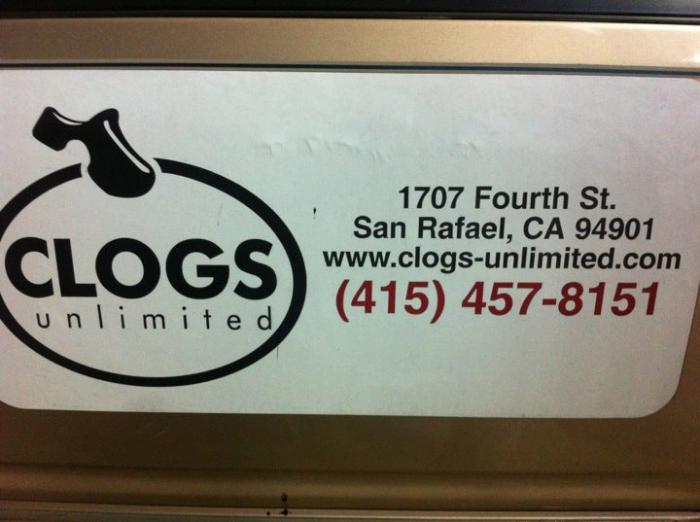 CLOGS
unlimited
1707 Fourth St.
San Rafael, CA 94901
www.clogs-unlimited.com
(415) 457-8151